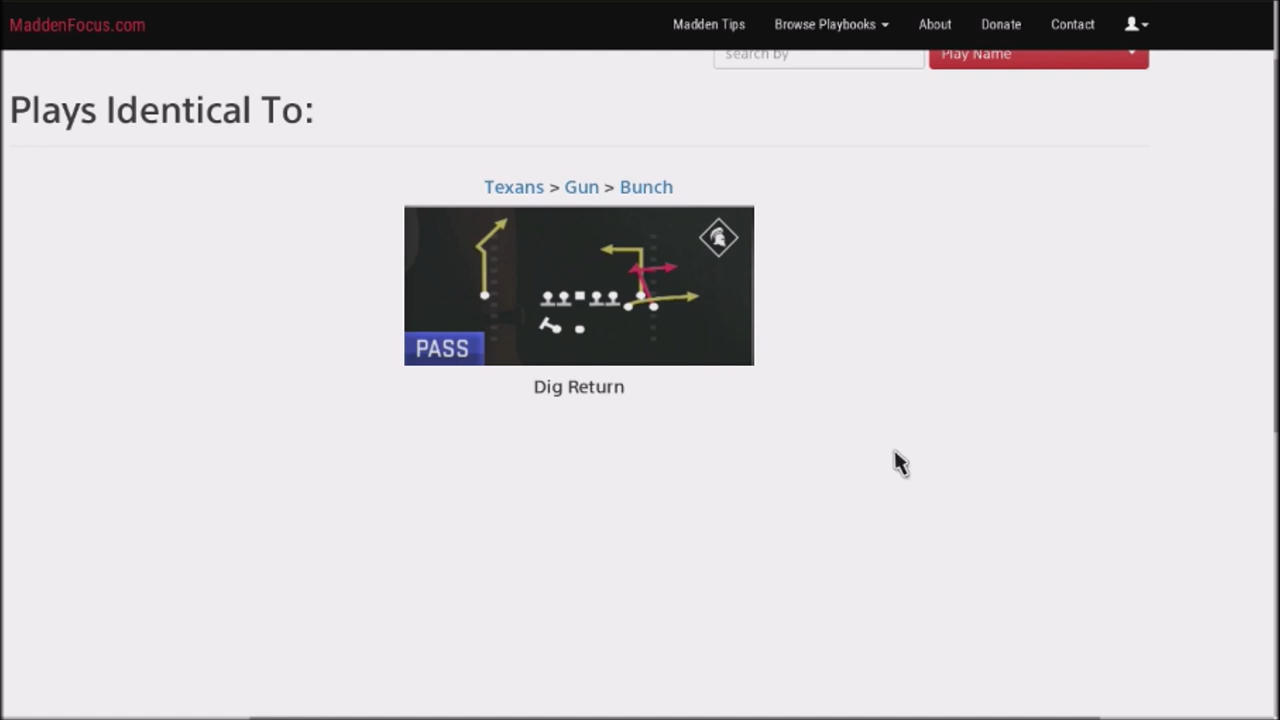 MaddenFocus.com Madden Tips Browse Playbooks About Donate Contact
search by Play Name
Plays Identical To:
Texans > Gun > Bunch
PASS
Dig Return